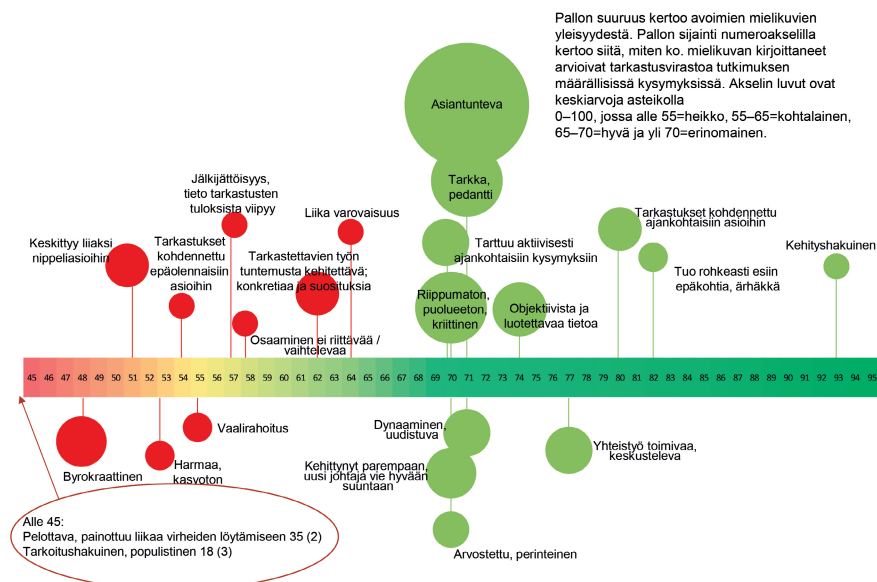 Pallon suuruus kertoo avoimien mielikuvien
yleisyydestä. Pallon sijainti numeroakselilla
kertoo siitä, miten ko. mielikuvan kirjoittaneet
arvioivat tarkastusvirastoa tutkimuksen
määrällisissä kysymyksissä. Akselin luvut ovat
keskiarvoja asteikolla
0–100, jossa alle 55=heikko, 55–65=kohtalainen,
65–70=hyvä ja yli 70=erinomainen.
Asiantunteva
Tarkka,
pedantti
Jälkijättöisyys,
tieto tarkastusten
tuloksista viipyy
Liika varovaisuus
Keskittyy liiaksi
nippeliasioihin
Tarkastukset
kohdennettu
epäolennaisiin
asioihin
Tarkastettavien työn
tuntemusta kehitettävä;
konkretiaa ja suosituksia
Osaaminen ei riittävää /
vaihtelevaa
Tarttuu aktiivisesti
ajankohtaisiin kysymyksiin
Riippumaton,
puolueeton,
kriittinen
Objektiivista ja
luotettavaa tietoa
Tarkastukset kohdennettu
ajankohtaisiin asioihin
Tuo rohkeasti esiin
epäkohtia, ärhäkkä
Kehityshakuinen
45 46 47 48 49 50 51 52 53 54 55 56 57 58 59 60 61 62 63 64 65 66 67 68 69 70 71 72 73 74 75 76 77 78 79 80 81 82 83 84 85 86 87 88 89 90 91 92 93 94 95
Byrokraattinen
Harmaa,
kasvoton
Vaalirahoitus
Dynaaminen,
uudistuva
Kehittynyt parempaan,
uusi johtaja vie hyvään
suuntaan
Arvostettu, perinteinen
Yhteistyö toimivaa,
keskusteleva
Alle 45:
Pelottava, painottuu liikaa virheiden löytämiseen 35 (2)
Tarkoitushakuinen, populistinen 18 (3)